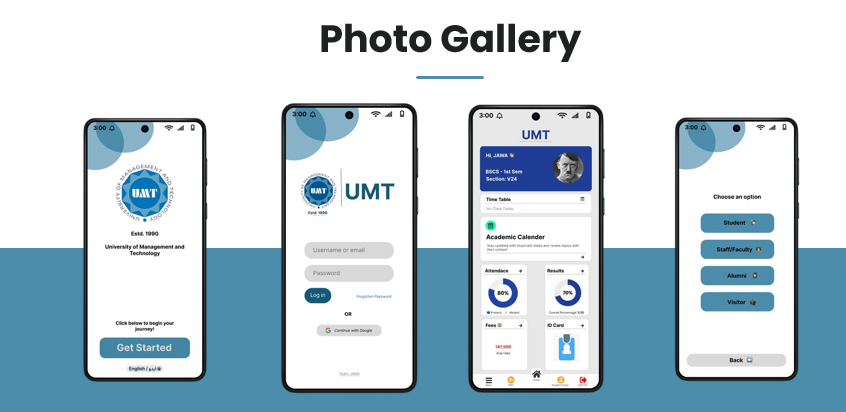 Photo Gallery
3:00
UNIVERSITY OF MANAGEMENT AND TECHNOLOGY
UMT
Estd. 1990
University of Management and
Technology
Click below to begin your
journey!
Get Started
English / اردو
3:00
UMT
UMT
Estd. 1990
Username or email
Password
Log in
Forgotten Password
OR
Continue with Google
Team JAWA
3:00
UMT
Hi, JAWA
BSCS - 1st Sem
Section: V24
Time Table
No Class Today
Academic Calender
Stay updated with important dates and review topics with
their content
Attendace
80%
Present
Absent
Results
70%
Overall Percentage
Fees
147,500
Due Fees
ID Card
3:00
Choose an option
Student
Staff/Faculty
Alumni
Visitor
Back